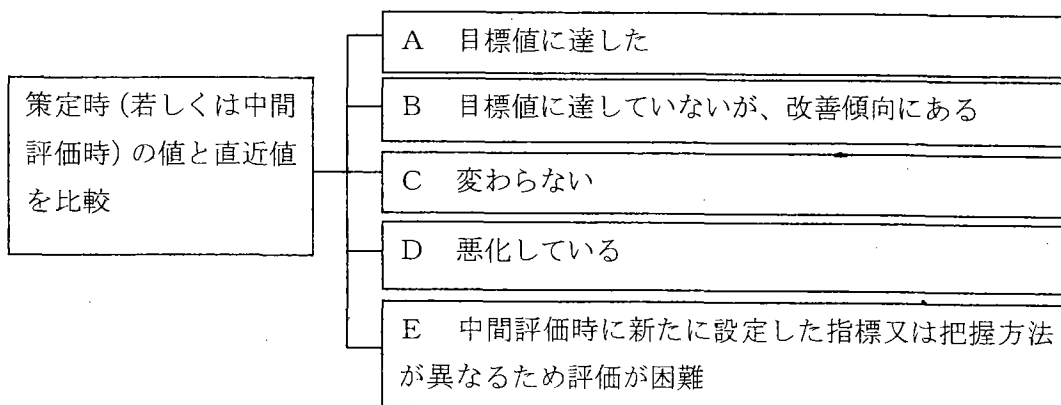 策定時(若しくは中間
評価時)の値と直近値
を比較
A 目標値に達した
B 目標値に達していないが、改善傾向にある
C 変わらない
D 悪化している
E 中間評価時に新たに設定した指標又は把握方法
が異なるため評価が困難